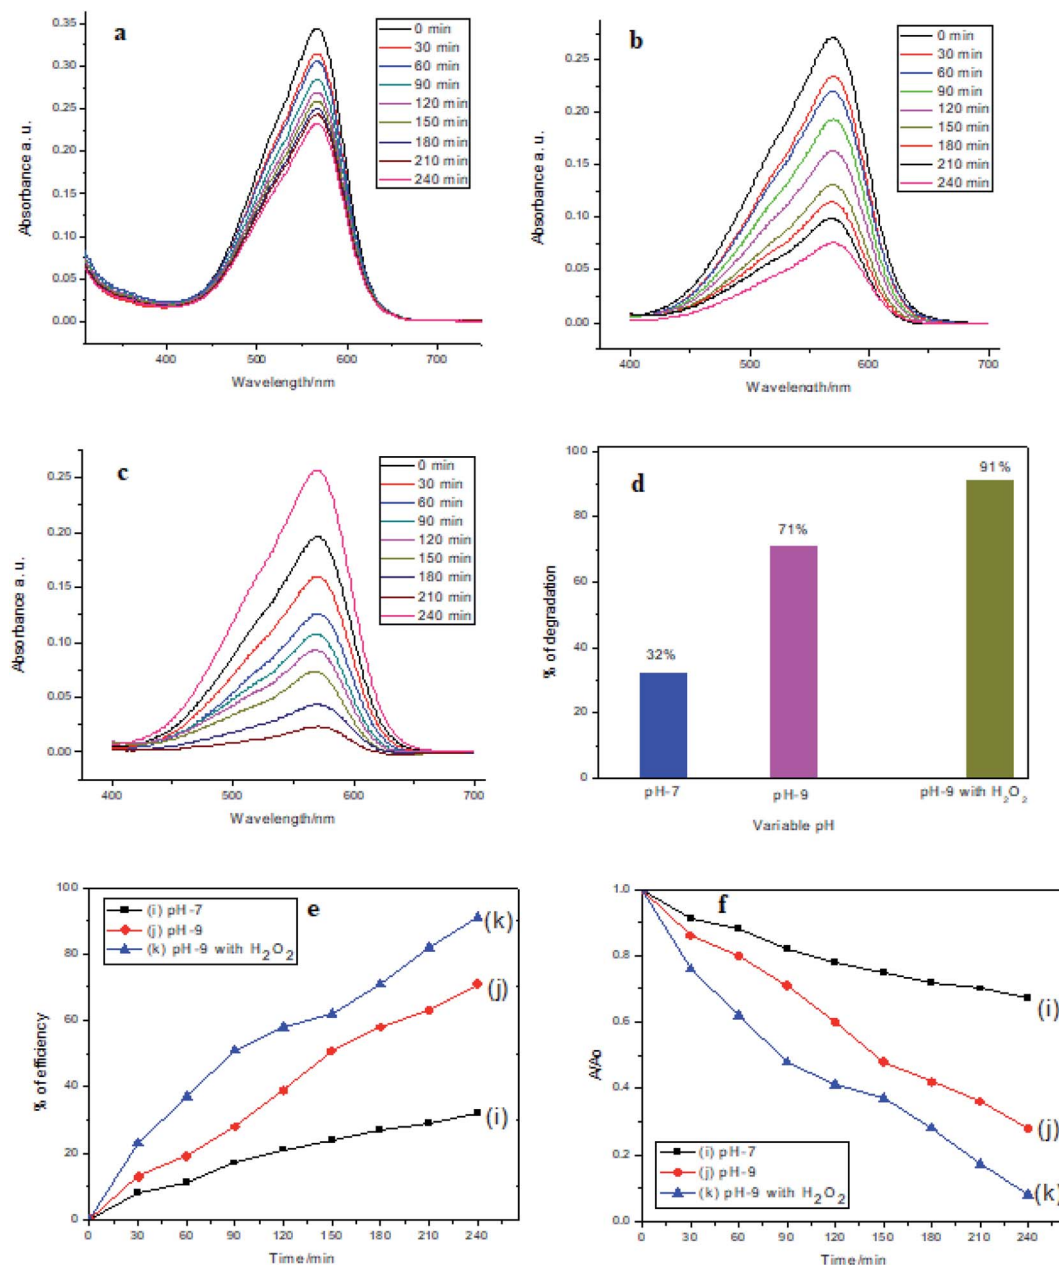 a
0 min
30 min
60 min
90 min
120 min
150 min
180 min
210 min
240 min
0.35
0.30
0.25
0.20
0.15
0.10
0.05
0.00
Absorbance a. u.
400 500 600 700
Wavelength/nm
b
0 min
30 min
60 min
90 min
120 min
150 min
180 min
210 min
240 min
0.25
0.20
0.15
0.10
0.05
0.00
Absorbance a. u.
400 500 600 700
Wavelength/nm
c
0 min
30 min
60 min
90 min
120 min
150 min
180 min
210 min
240 min
0.25
0.20
0.15
0.10
0.05
0.00
Absorbance a. u.
400 500 600 700
Wavelength/nm
d
100
80
60
40
20
0
% of degradation
32%
71%
91%
pH-7 pH-9 pH-9 with H2O2
Variable pH
e
(i) pH-7
(j) pH-9
(k) pH-9 with H2O2
100
80
60
40
20
0
% of efficiency
(k)
(j)
(i)
0 30 60 90 120 150 180 210 240
Time/min
f
1.0
0.8
0.6
0.4
0.2
0.0
A/Ao
(i)
(j)
(k)
(i) pH-7
(j) pH-9
(k) pH-9 with H2O2
0 30 60 90 120 150 180 210 240
Time/min